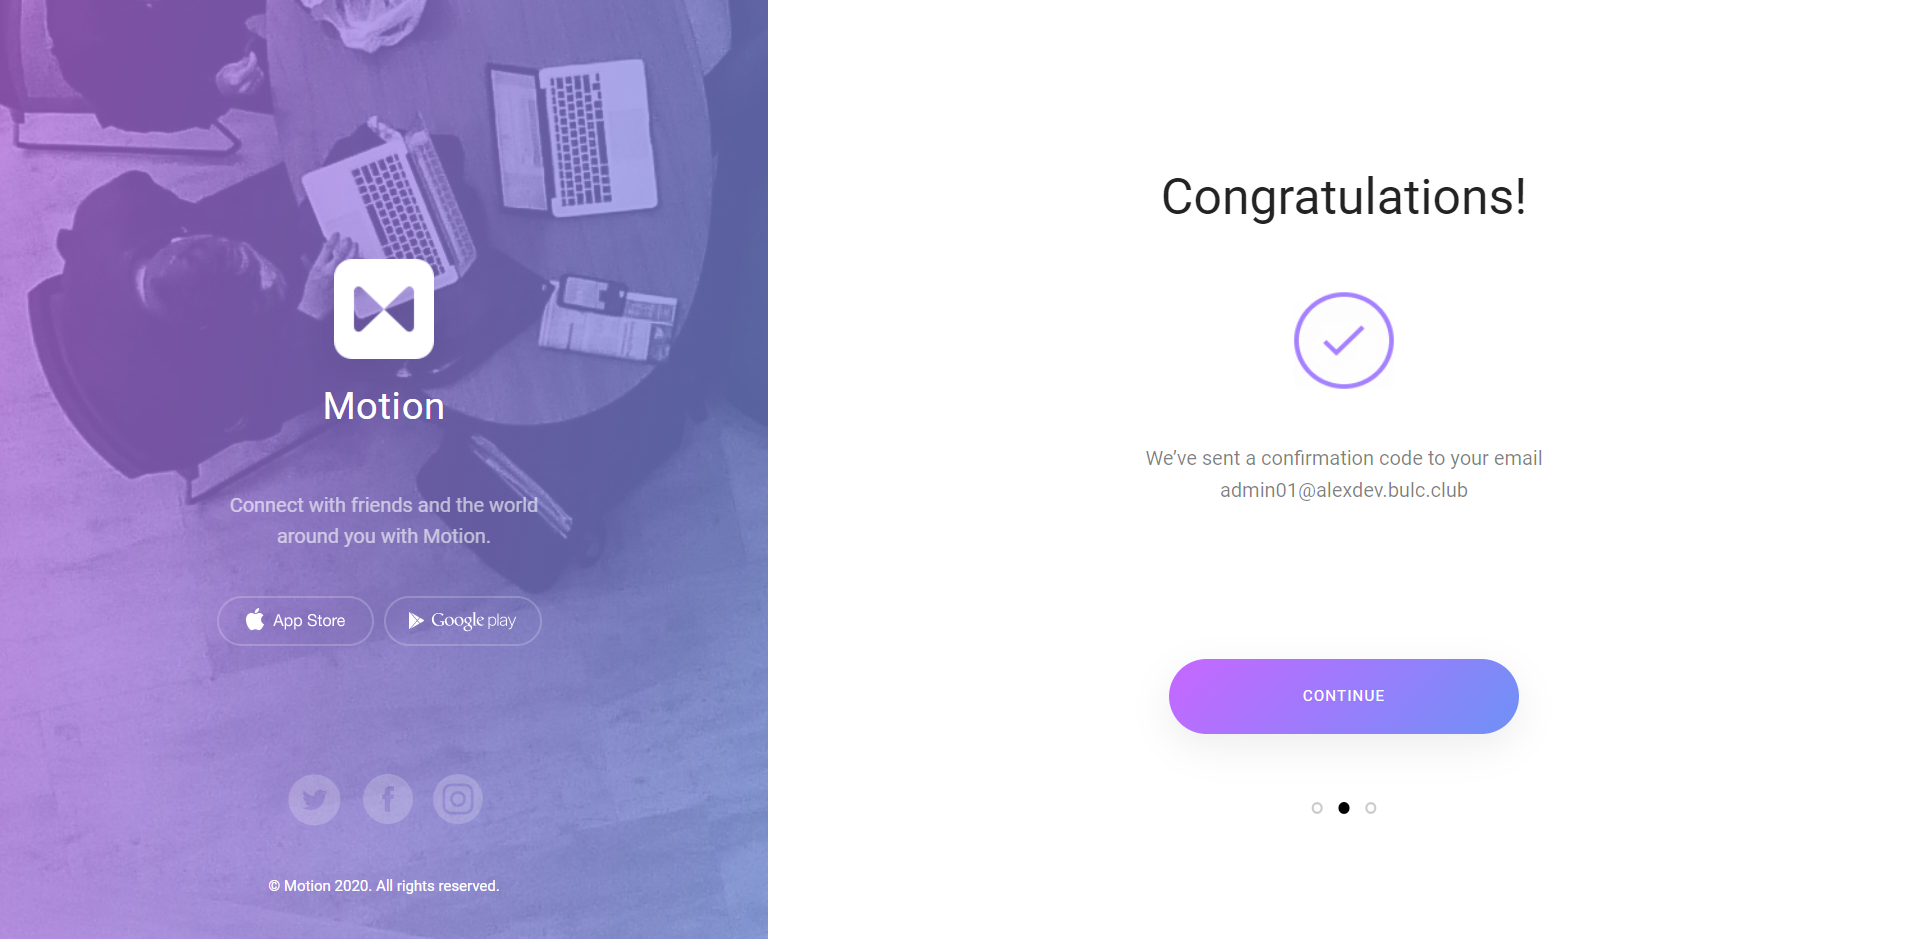 Motion
Connect with friends and the world
around you with Motion.
App Store
Google play
© Motion 2020. All rights reserved.
Congratulations!
We’ve sent a confirmation code to your email
admin01@alexdev.bulc.club
CONTINUE